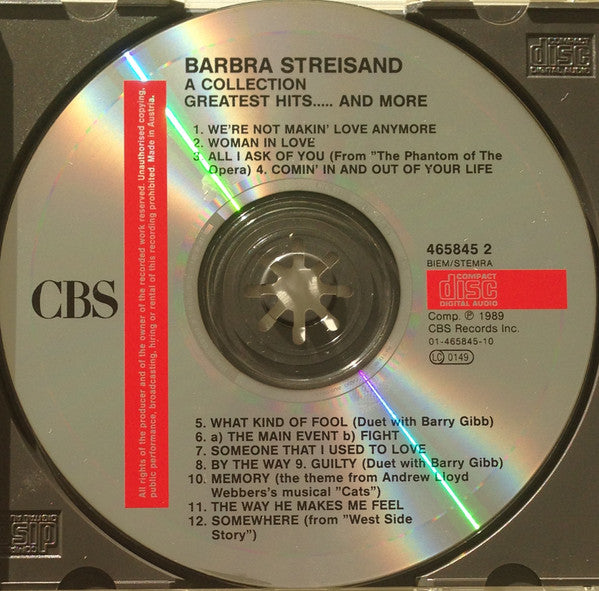 COMPACT
disc
DIGITAL AUDIO
BARBRA STREISAND
A COLLECTION
GREATEST HITS..... AND MORE
1. WE'RE NOT MAKIN' LOVE ANYMORE
2. WOMAN IN LOVE
3. ALL I ASK OF YOU (From "The Phantom of The
Opera) 4. COMIN' IN AND OUT OF YOUR LIFE
All rights of the producer and of the owner of the recorded work reserved. Unauthorised copying,
public performance, broadcasting, hiring or rental of this recording prohibited. Made in Austria.
CBS
465845 2
BIEM/STEMRA
COMPACT
disc
DIGITAL AUDIO
Comp. ℗ 1989
CBS Records Inc.
01-465845-10
LC 0149
5. WHAT KIND OF FOOL (Duet with Barry Gibb)
6. a) THE MAIN EVENT b) FIGHT
7. SOMEONE THAT I USED TO LOVE
8. BY THE WAY 9. GUILTY (Duet with Barry Gibb)
10. MEMORY (the theme from Andrew Lloyd
Webbers's musical "Cats")
11. THE WAY HE MAKES ME FEEL
12. SOMEWHERE (from "West Side
Story")